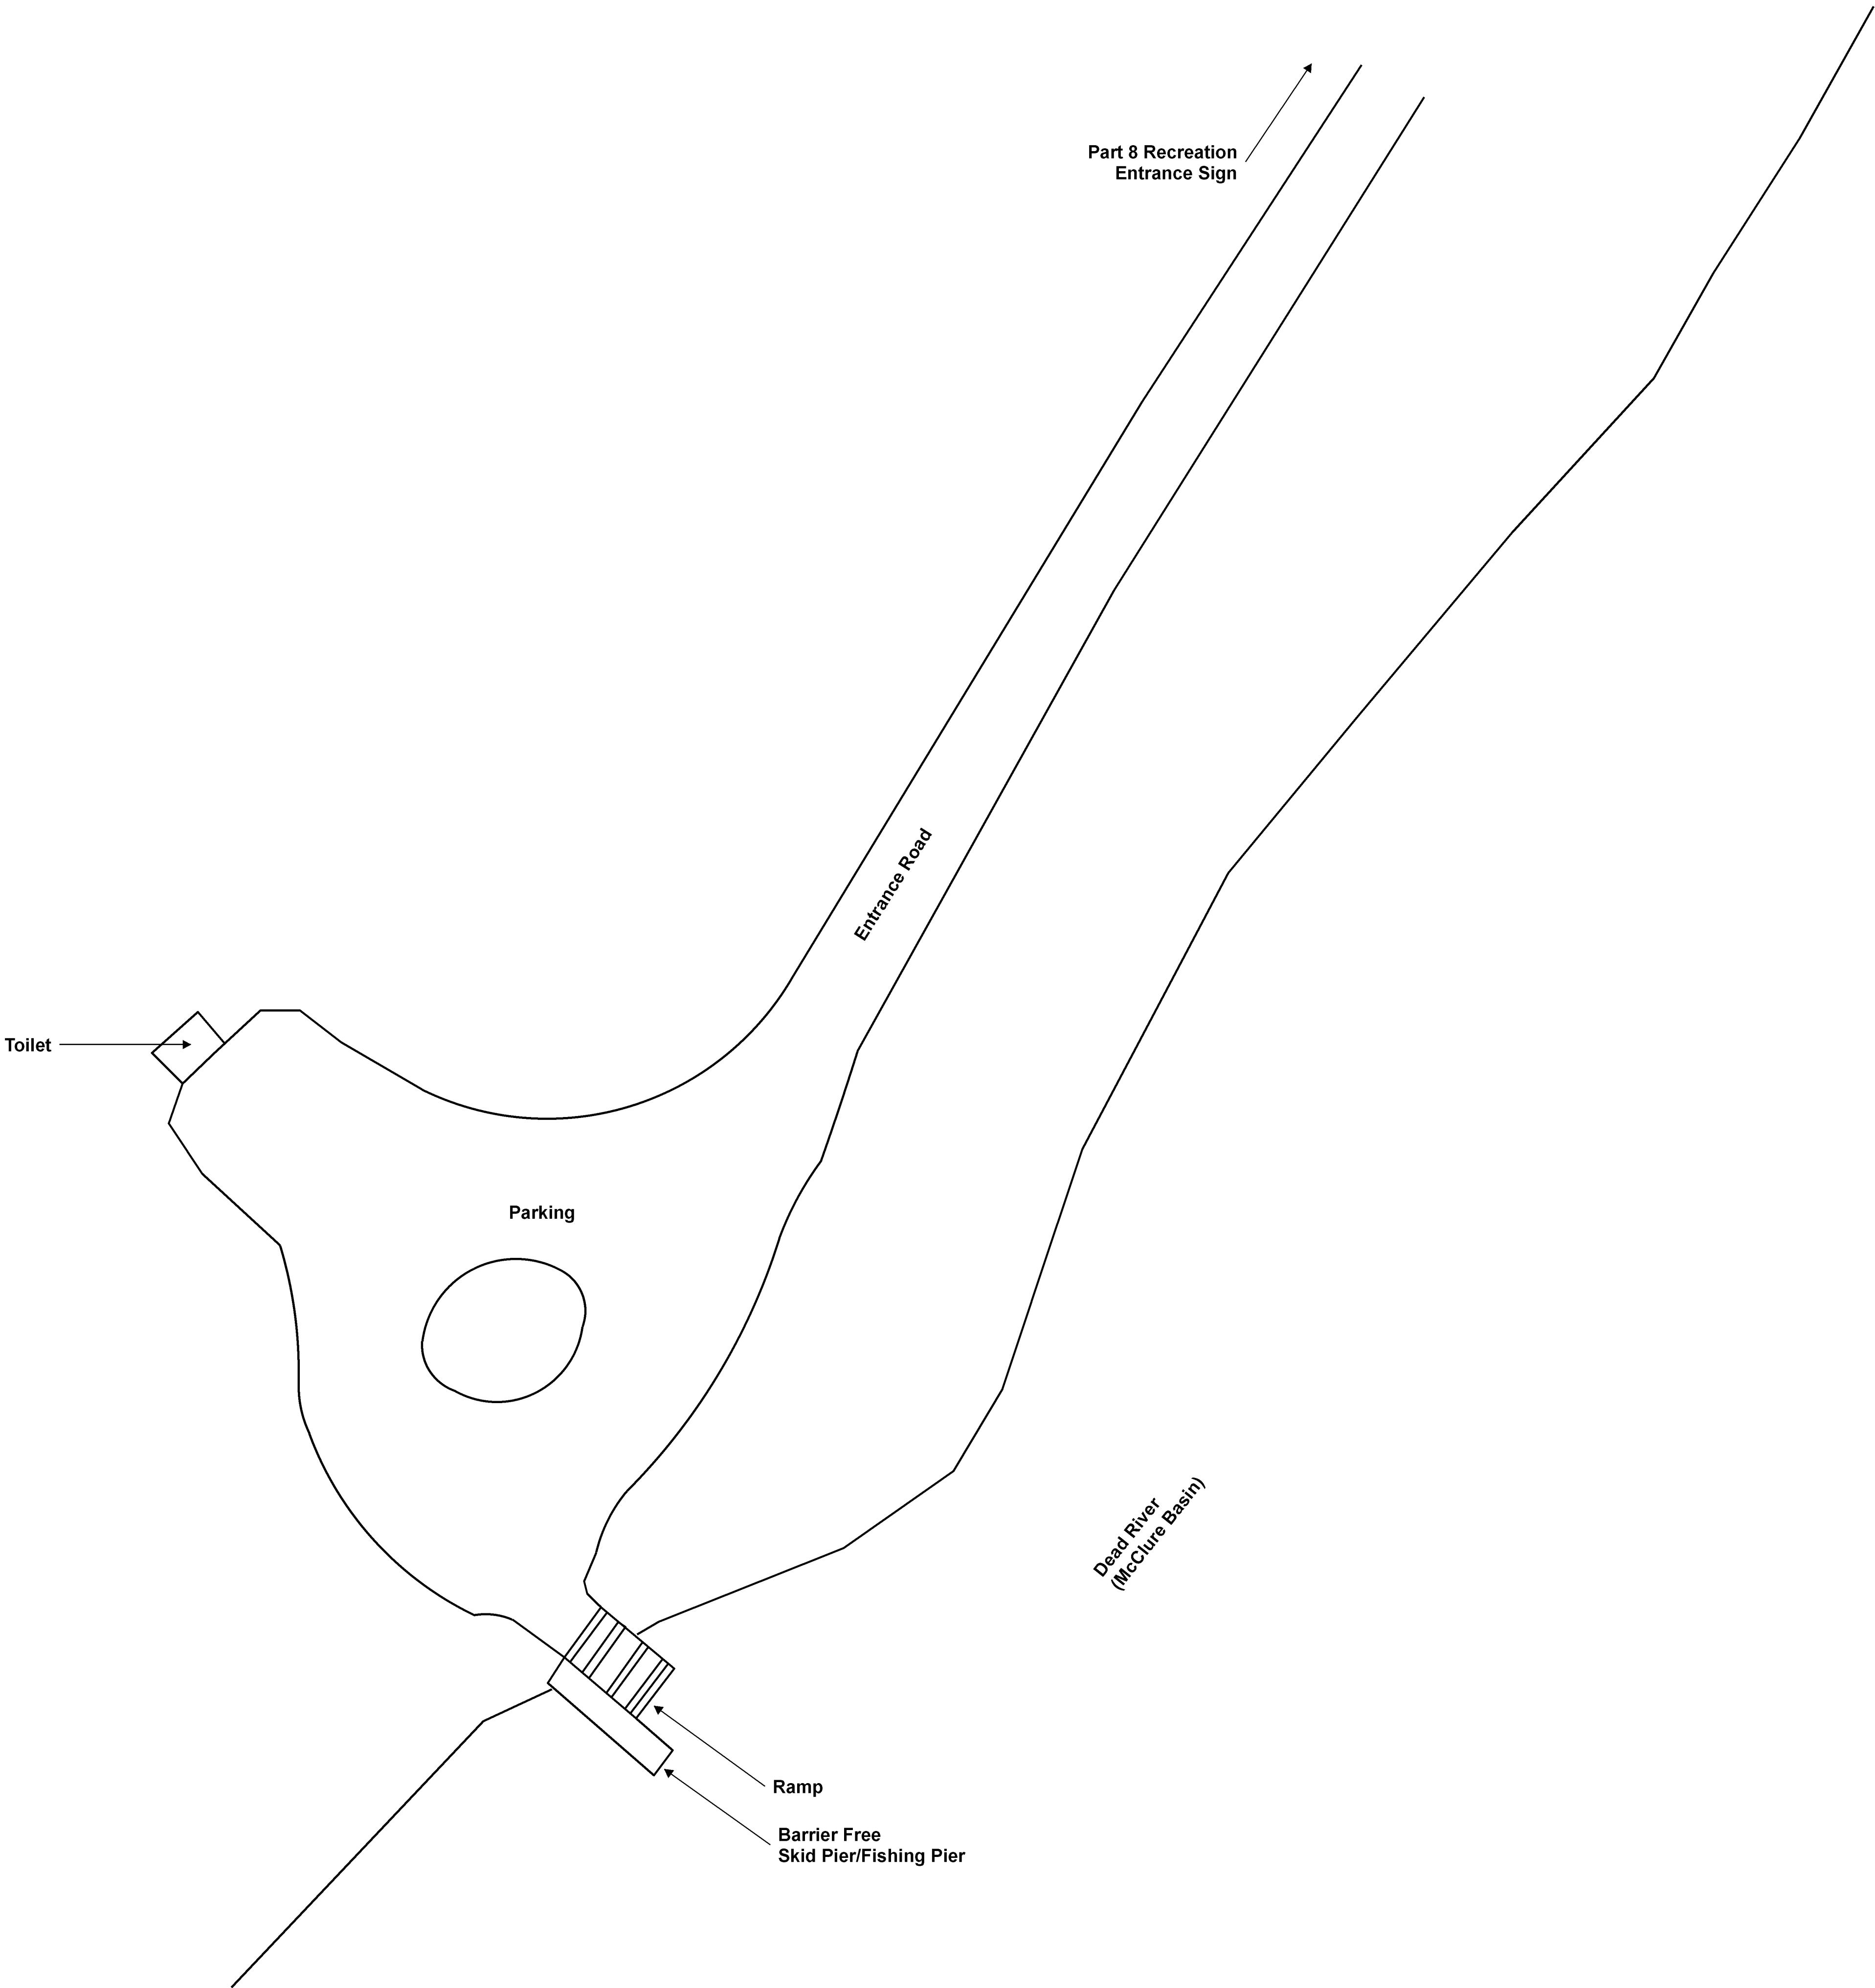 Part 8 Recreation
Entrance Sign
Entrance Road
Toilet
Parking
Dead River
(McClure Basin)
Ramp
Barrier Free
Skid Pier/Fishing Pier